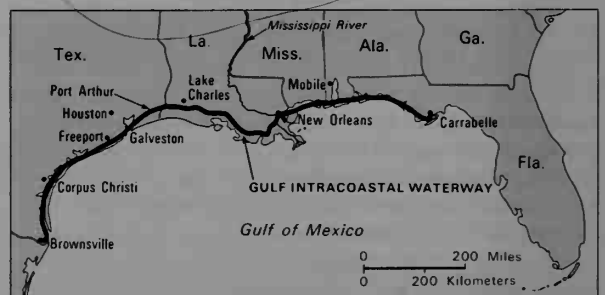 Mississippi River
Tex.
La.
Miss.
Ala.
Ga.
Port Arthur
Lake
Charles
Mobile
Houston
New Orleans
Carrabelle
Freeport
Galveston
Fla.
Corpus Christi
GULF INTRACOASTAL WATERWAY
Gulf of Mexico
Brownsville
0 200 Miles
0 200 Kilometers